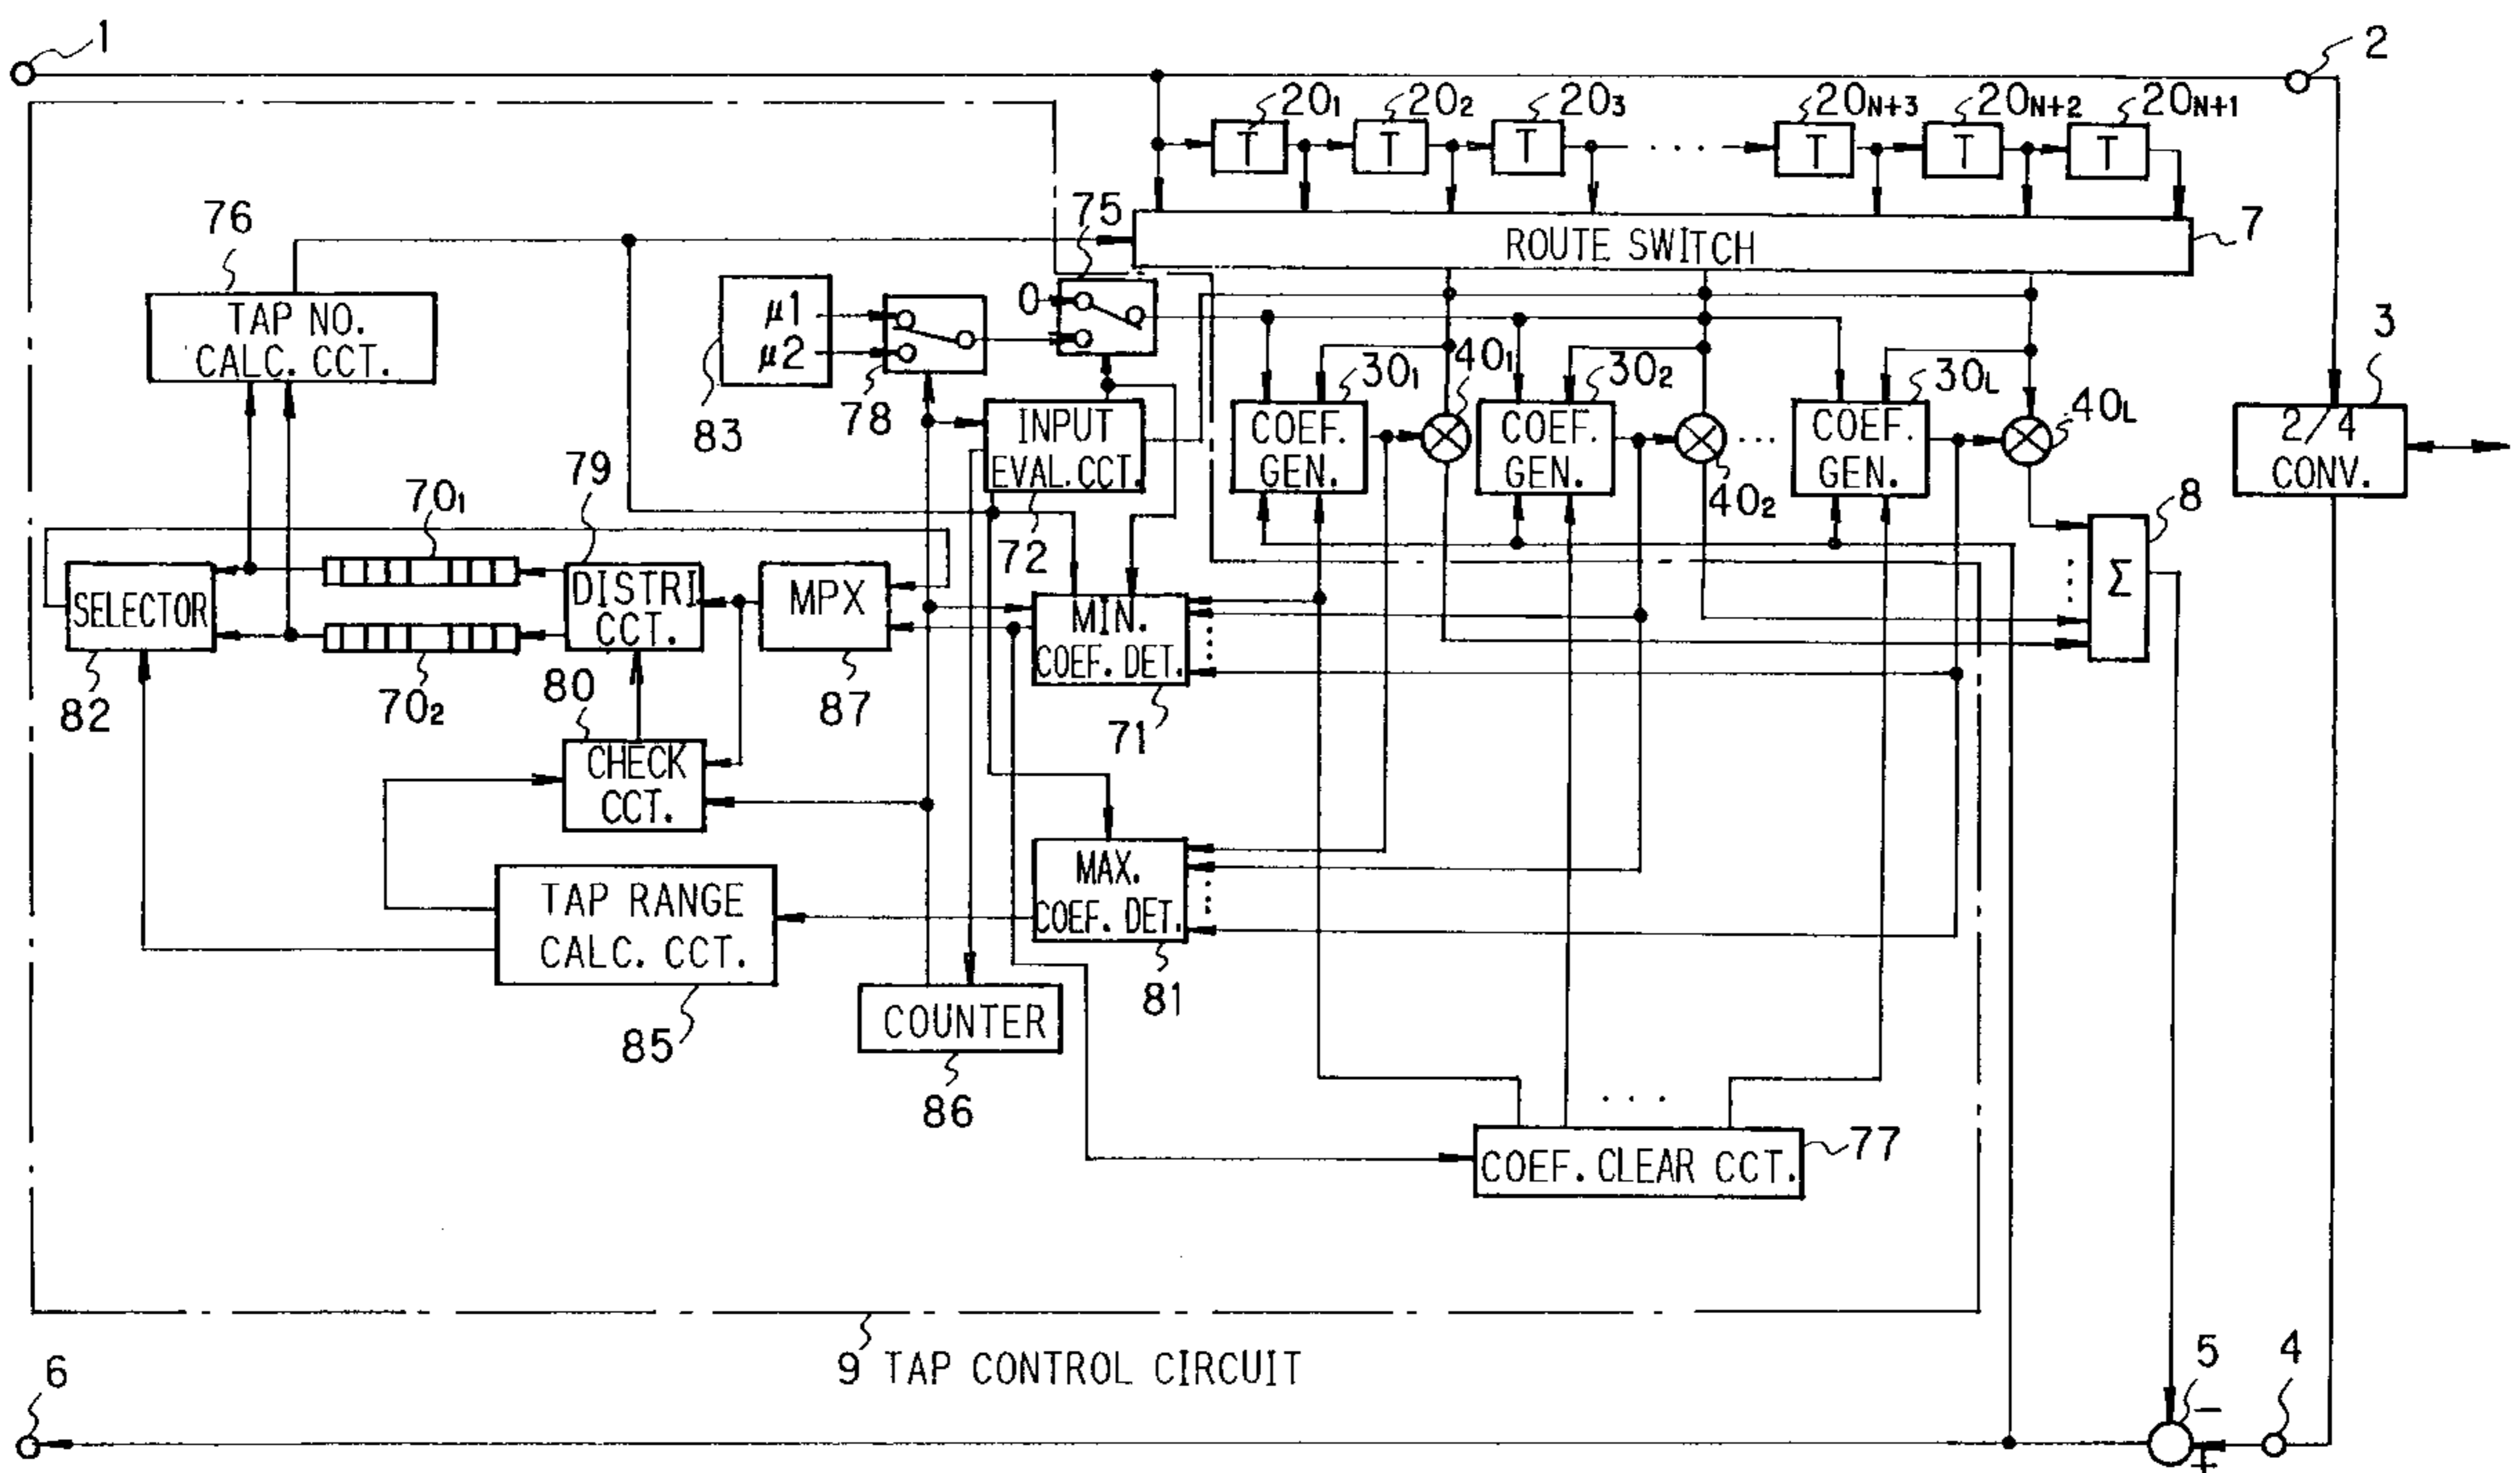 1
2
20₁
20₂
20₃
20N+3
20N+2
20N+1
T
T
T
. . .
T
T
T
76
75
ROUTE SWITCH
7
TAP NO.
CALC. CCT.
μ1
μ2
0
83
78
3
30₁
40₁
30₂
30L
40L
INPUT
EVAL. CCT.
COEF.
GEN.
COEF.
GEN.
40₂
...
COEF.
GEN.
2/4
CONV.
72
79
70₁
8
SELECTOR
DISTRI
CCT.
MPX
MIN.
COEF. DET.
Σ
82
70₂
80
87
71
CHECK
CCT.
TAP RANGE
CALC. CCT.
MAX.
COEF. DET.
85
81
COUNTER
86
. . .
COEF. CLEAR CCT.
77
9 TAP CONTROL CIRCUIT
6
5
4
−
+